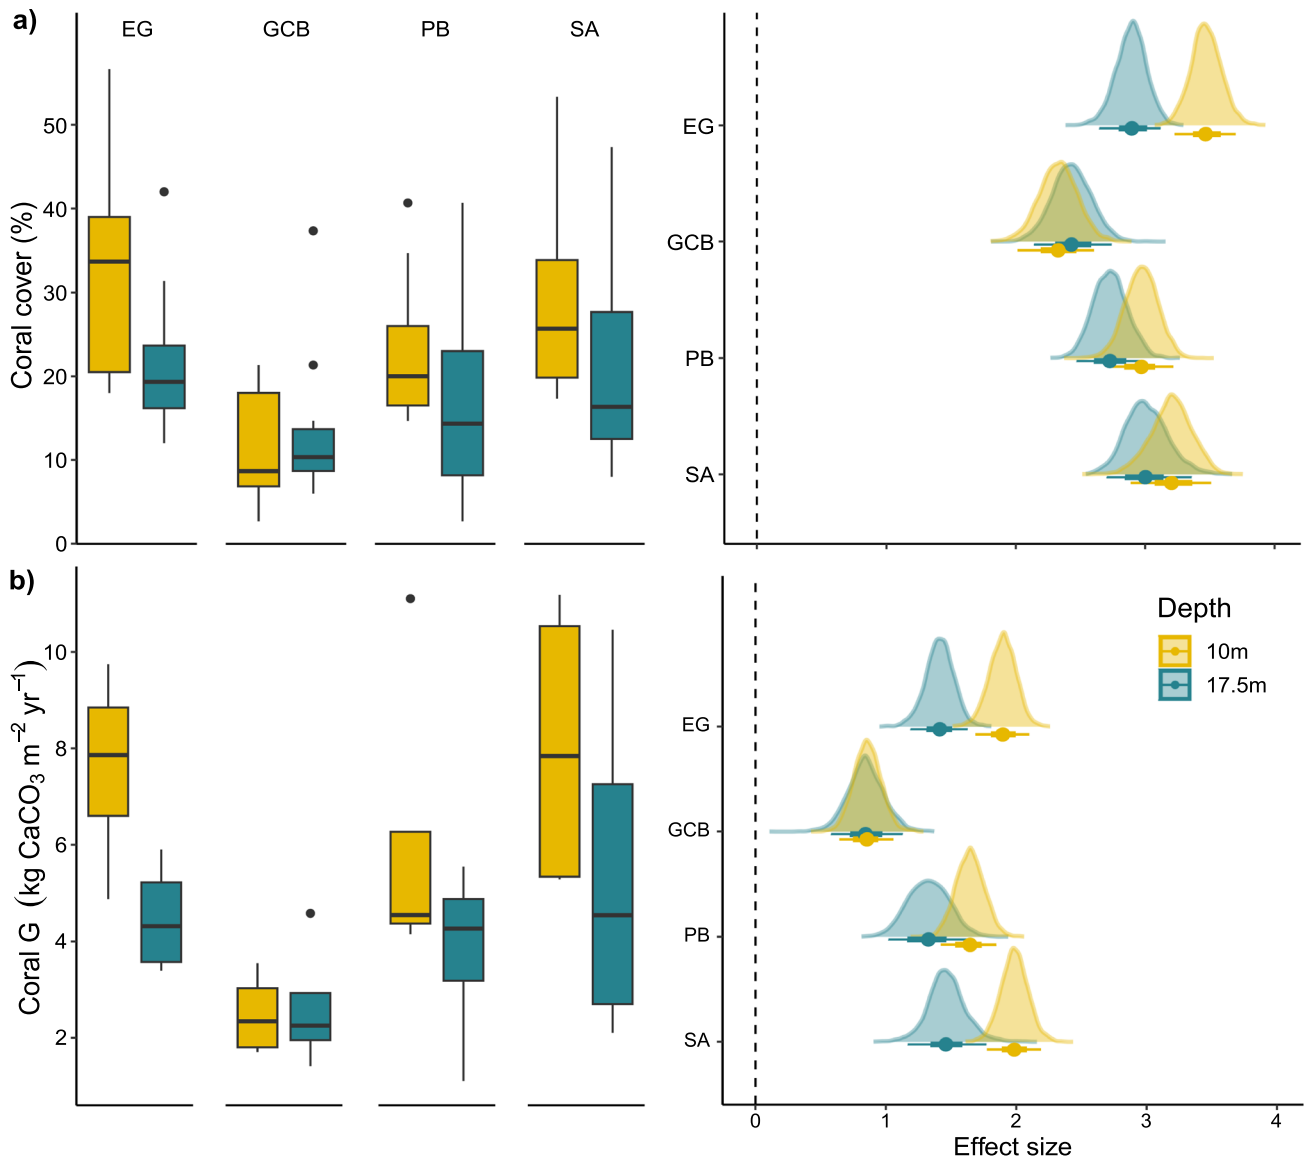 a)
EG GCB PB SA
Coral cover (%)
50
40
30
20
10
0
EG
GCB
PB
SA
b)
Coral G (kg CaCO₃ m⁻² yr⁻¹)
10
8
6
4
2
Depth
10m
17.5m
EG
GCB
PB
SA
0 1 2 3 4
Effect size